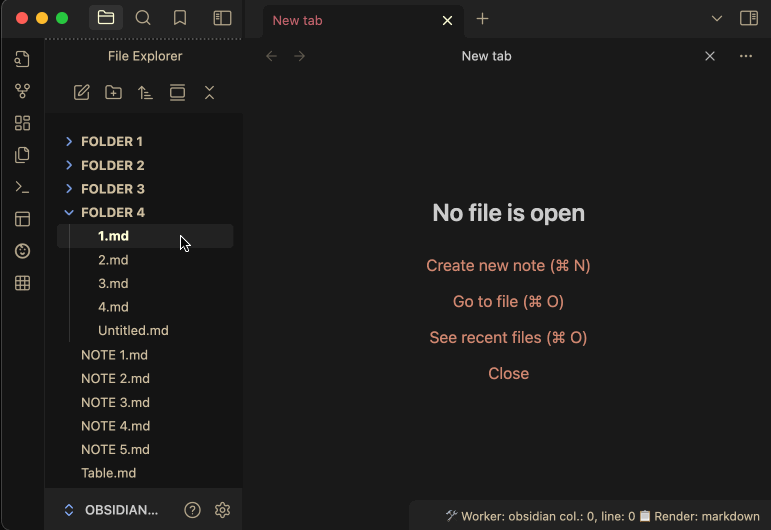 New tab
File Explorer
New tab
FOLDER 1
FOLDER 2
FOLDER 3
FOLDER 4
1.md
2.md
3.md
4.md
Untitled.md
NOTE 1.md
NOTE 2.md
NOTE 3.md
NOTE 4.md
NOTE 5.md
Table.md
OBSIDIAN...
No file is open
Create new note (⌘ N)
Go to file (⌘ O)
See recent files (⌘ O)
Close
Worker: obsidian col.: 0, line: 0 Render: markdown